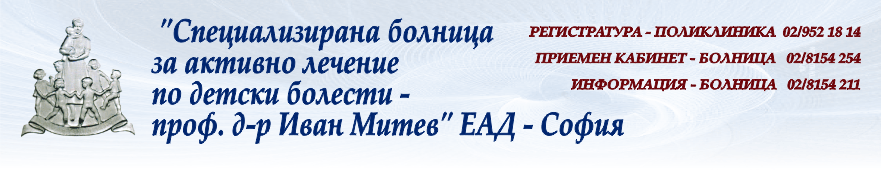 "Специализирана болница
за активно лечение
по детски болести -
проф. д-р Иван Митев" ЕАД - София
РЕГИСТРАТУРА - ПОЛИКЛИНИКА 02/952 18 14
ПРИЕМЕН КАБИНЕТ - БОЛНИЦА 02/8154 254
ИНФОРМАЦИЯ - БОЛНИЦА 02/8154 211